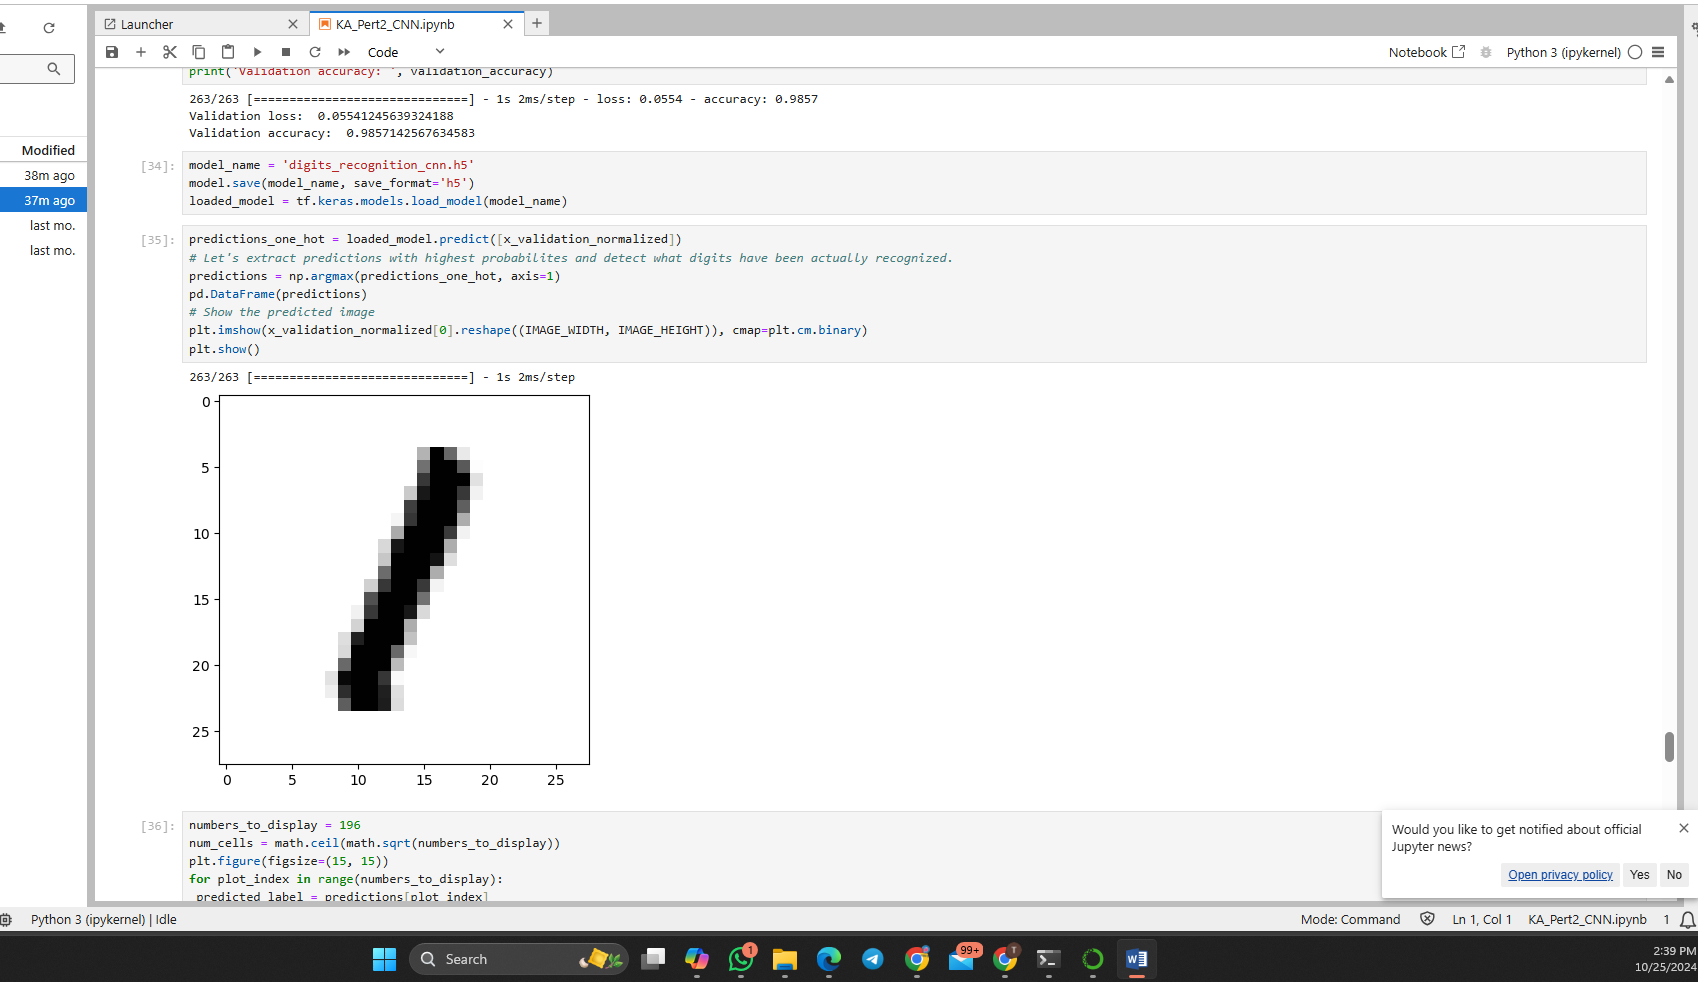 Launcher
KA_Pert2_CNN.ipynb
Code
Notebook
Python 3 (ipykernel)
Modified
38m ago
37m ago
last mo.
last mo.
print('Validation accuracy: ', validation_accuracy)
263/263 [==============================] - 1s 2ms/step - loss: 0.0554 - accuracy: 0.9857
Validation loss:  0.05541245639324188
Validation accuracy:  0.9857142567634583
[34]:
model_name = 'digits_recognition_cnn.h5'
model.save(model_name, save_format='h5')
loaded_model = tf.keras.models.load_model(model_name)
[35]:
predictions_one_hot = loaded_model.predict([x_validation_normalized])
# Let's extract predictions with highest probabilites and detect what digits have been actually recognized.
predictions = np.argmax(predictions_one_hot, axis=1)
pd.DataFrame(predictions)
# Show the predicted image
plt.imshow(x_validation_normalized[0].reshape((IMAGE_WIDTH, IMAGE_HEIGHT)), cmap=plt.cm.binary)
plt.show()
263/263 [==============================] - 1s 2ms/step
0
5
10
15
20
25
0 5 10 15 20 25
[36]:
numbers_to_display = 196
num_cells = math.ceil(math.sqrt(numbers_to_display))
plt.figure(figsize=(15, 15))
for plot_index in range(numbers_to_display):
predicted_label = predictions[plot_index]
Would you like to get notified about official
Jupyter news?
Open privacy policy
Yes
No
Python 3 (ipykernel) | Idle
Mode: Command
Ln 1, Col 1
KA_Pert2_CNN.ipynb
1
Search
1
99+
T
2:39 PM
10/25/2024